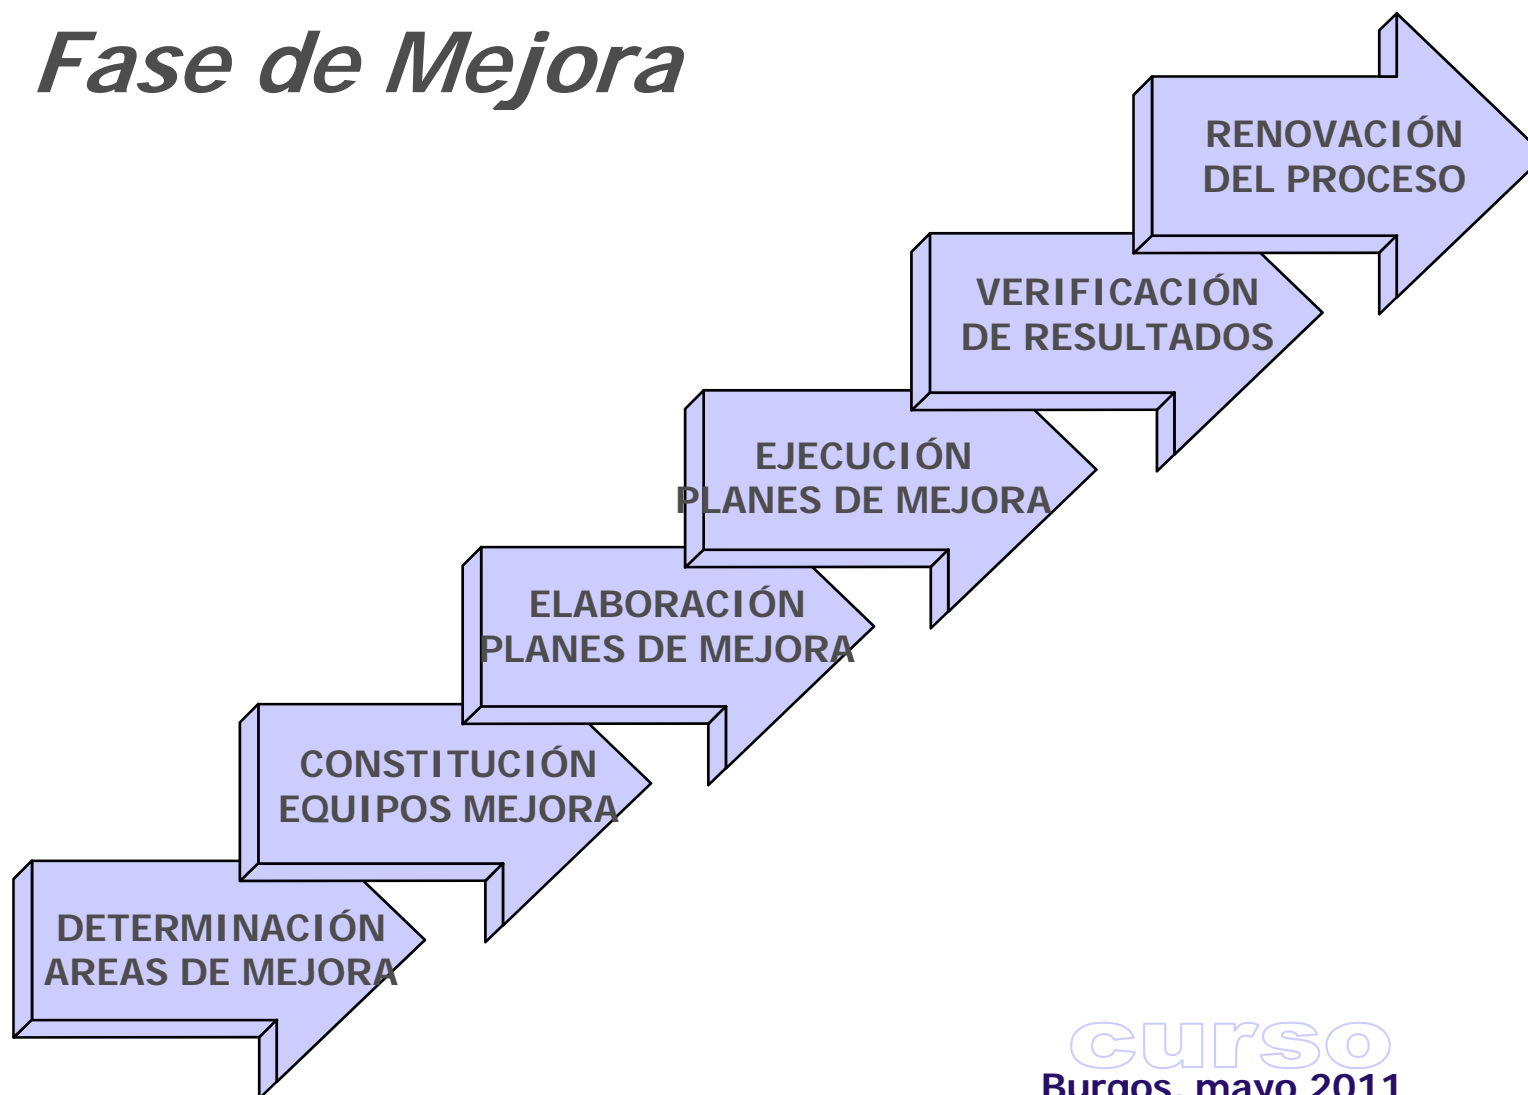 Fase de Mejora
RENOVACIÓN
DEL PROCESO
VERIFICACIÓN
DE RESULTADOS
EJECUCIÓN
PLANES DE MEJORA
ELABORACIÓN
PLANES DE MEJORA
CONSTITUCIÓN
EQUIPOS MEJORA
DETERMINACIÓN
AREAS DE MEJORA
curso
Burgos, mayo 2011